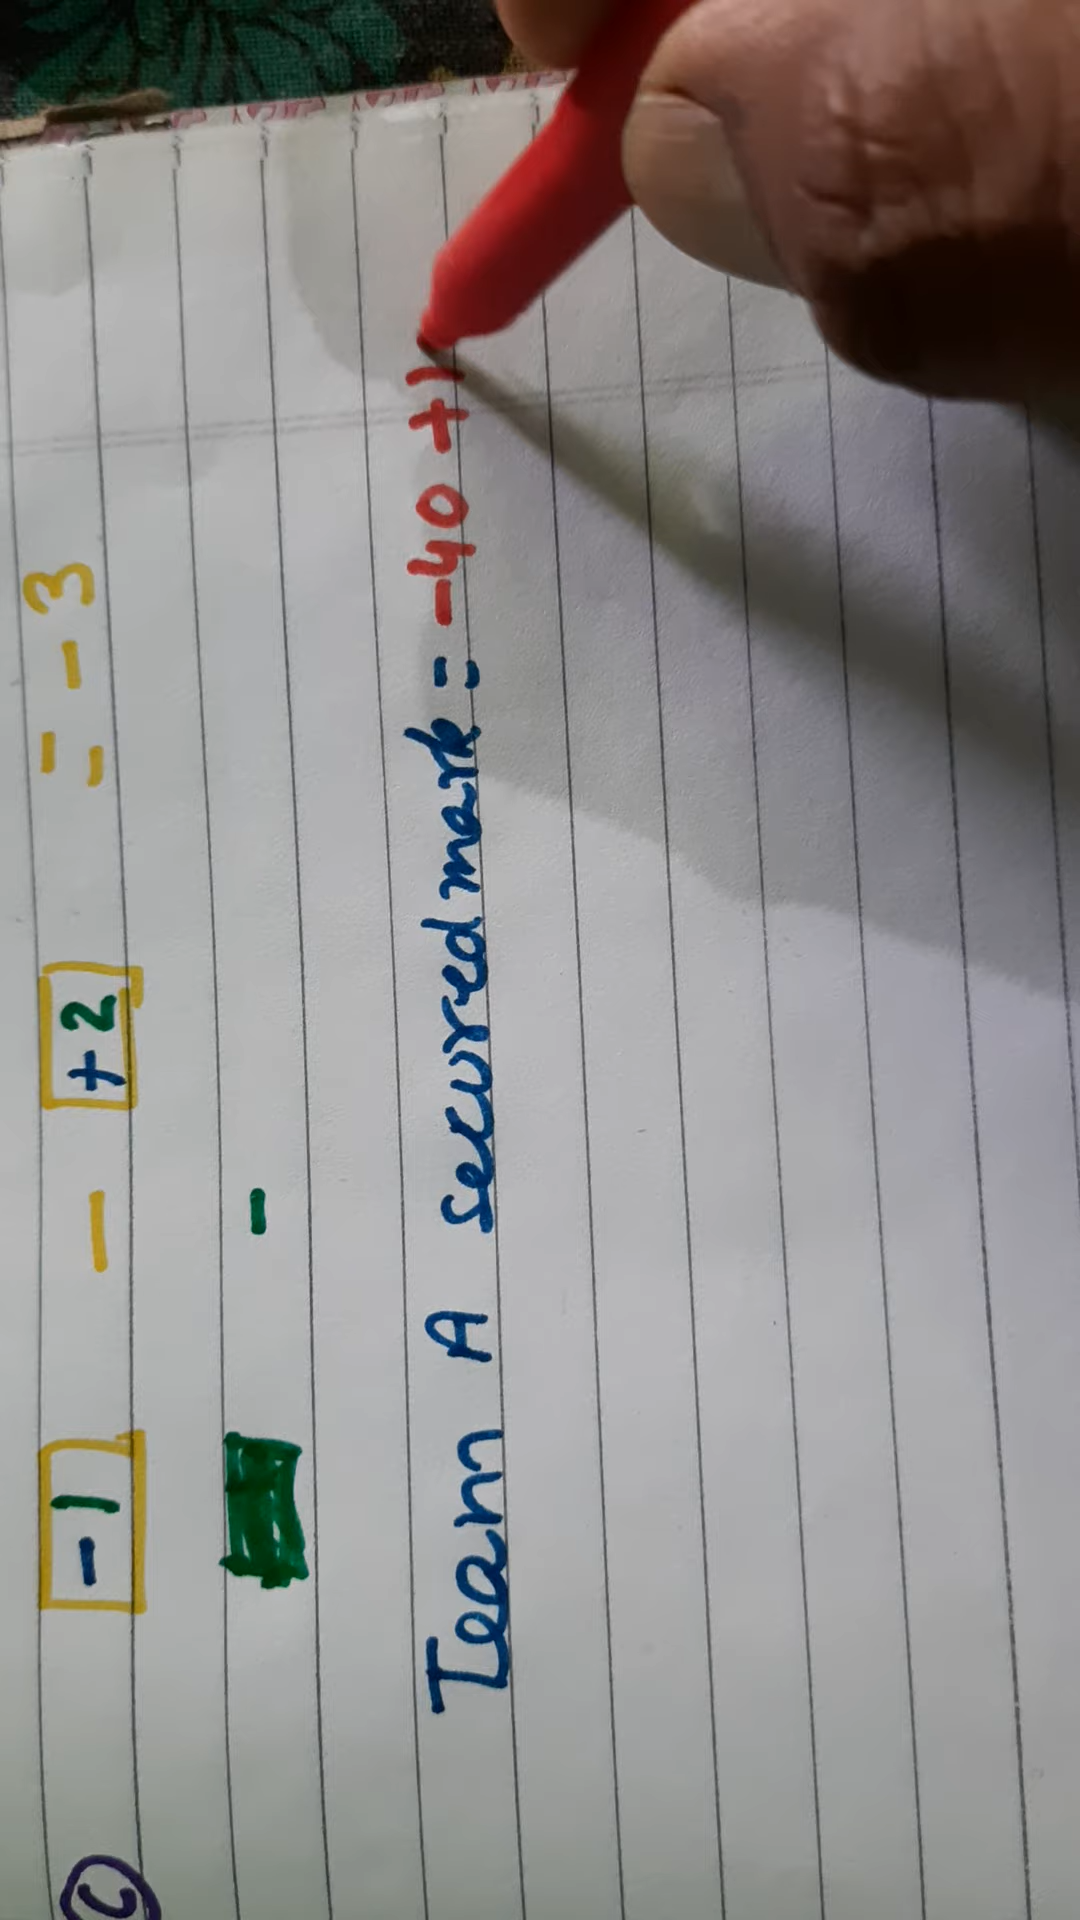 (c) -1 - +2 = -3
-
Team A secured mark = -40 +1